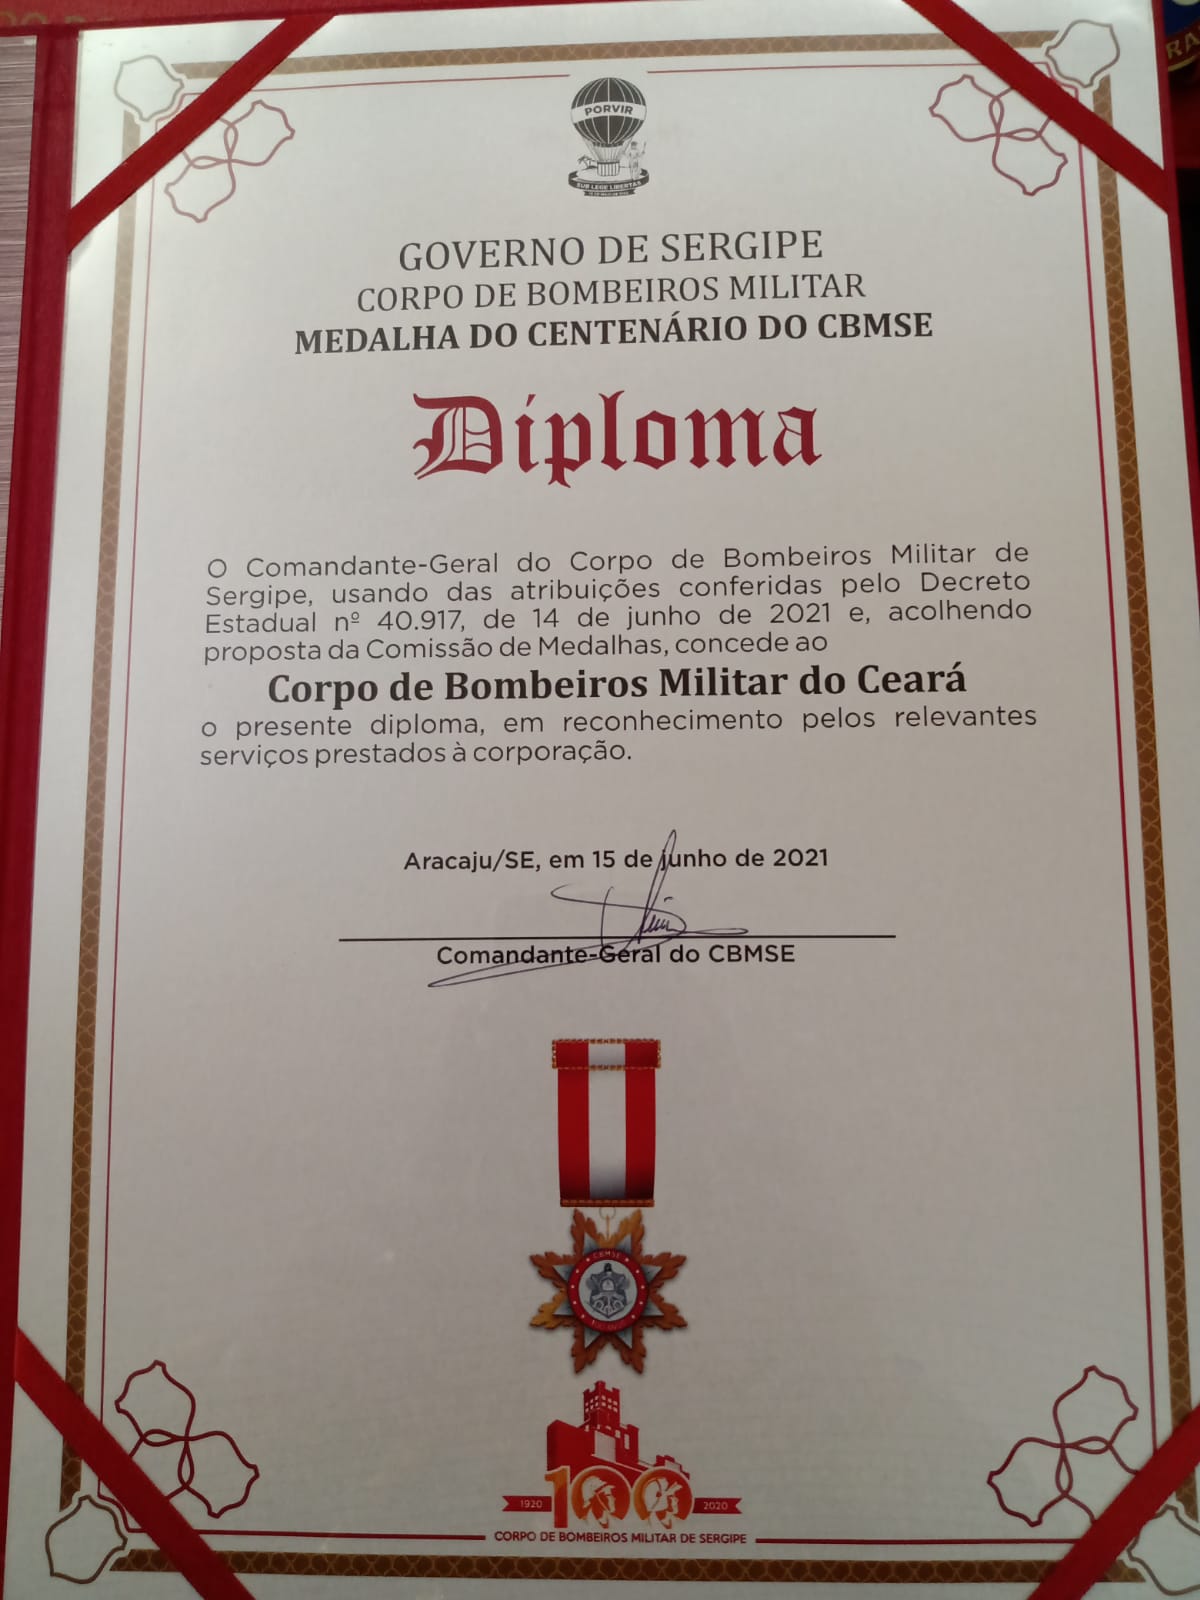 PORVIR
SUB LEGE LIBERTAS
GOVERNO DE SERGIPE
CORPO DE BOMBEIROS MILITAR
MEDALHA DO CENTENÁRIO DO CBMSE
Diploma
O Comandante-Geral do Corpo de Bombeiros Militar de
Sergipe, usando das atribuições conferidas pelo Decreto
Estadual nº 40.917, de 14 de junho de 2021 e, acolhendo
proposta da Comissão de Medalhas, concede ao
Corpo de Bombeiros Militar do Ceará
o presente diploma, em reconhecimento pelos relevantes
serviços prestados à corporação.
Aracaju/SE, em 15 de junho de 2021
Comandante-Geral do CBMSE
CBMSE
1920 100 2020
CORPO DE BOMBEIROS MILITAR DE SERGIPE